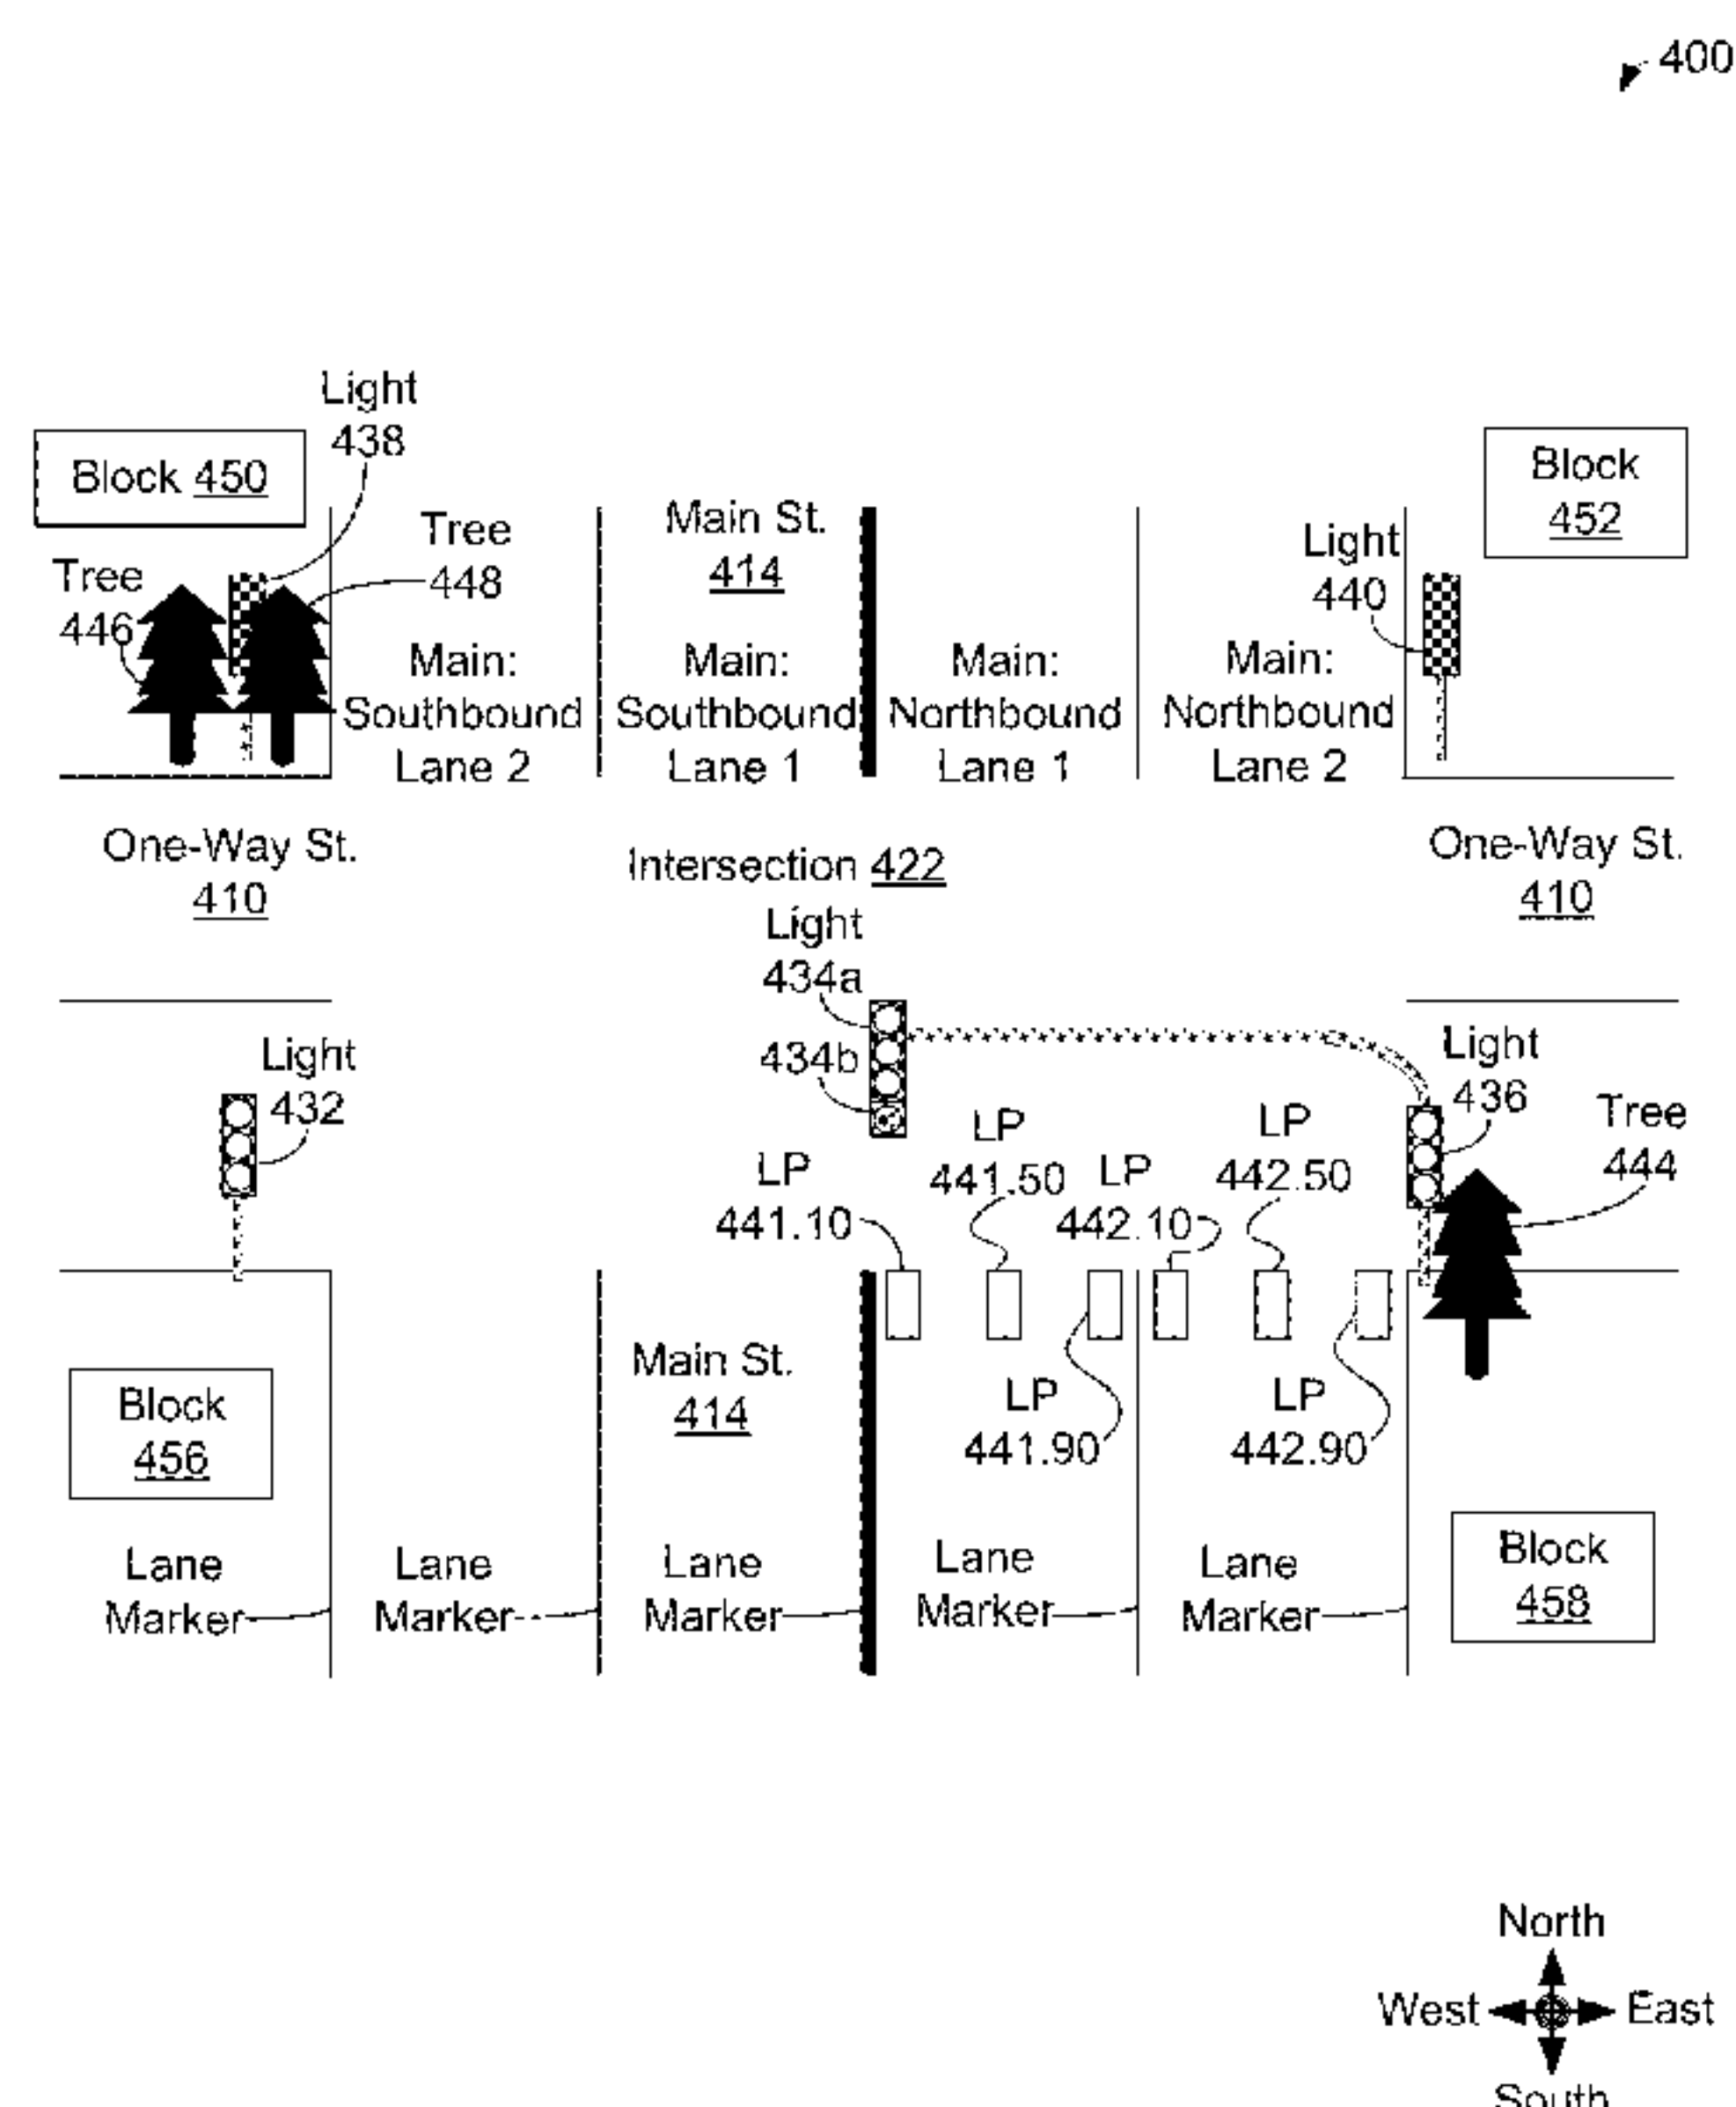 400
Light
438
Block 450
Block
452
Tree
446
Tree
448
Main St.
414
Light
440
Main:
Southbound
Lane 2
Main:
Southbound
Lane 1
Main:
Northbound
Lane 1
Main:
Northbound
Lane 2
One-Way St.
410
Intersection 422
One-Way St.
410
Light
434a
434b
Light
432
Light
436
Tree
444
LP
441.10
LP
441.50
LP
442.10
LP
442.50
Main St.
414
LP
441.90
LP
442.90
Block
456
Block
458
Lane
Marker
Lane
Marker
Lane
Marker
Lane
Marker
Lane
Marker
North
West
East
South